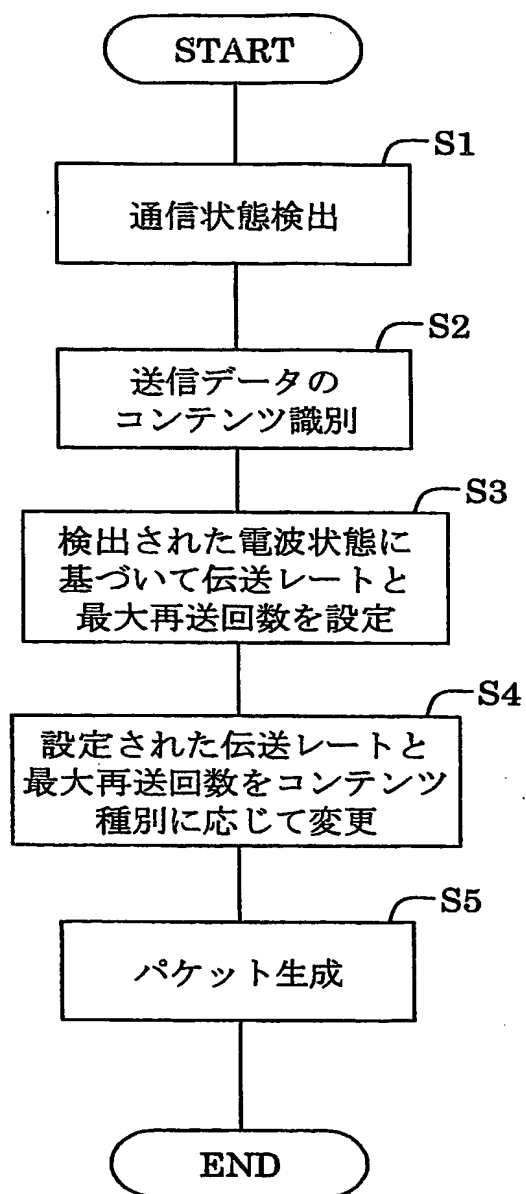 START
S1
通信状態検出
S2
送信データの
コンテンツ識別
S3
検出された電波状態に
基づいて伝送レートと
最大再送回数を設定
S4
設定された伝送レートと
最大再送回数をコンテンツ
種別に応じて変更
S5
パケット生成
END